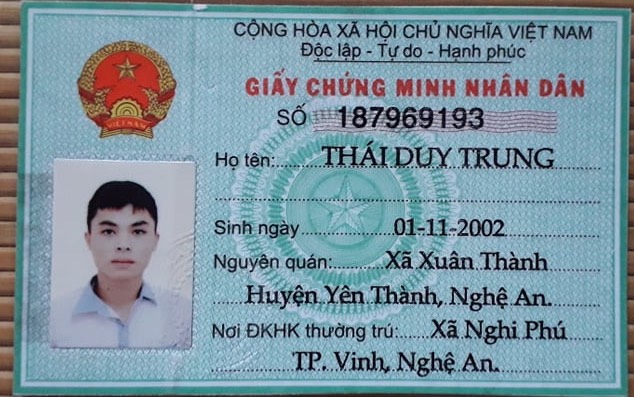 CỘNG HÒA XÃ HỘI CHỦ NGHĨA VIỆT NAM
Độc lập - Tự do - Hạnh phúc
GIẤY CHỨNG MINH NHÂN DÂN
SỐ 187969193
Họ tên: THÁI DUY TRUNG
Sinh ngày 01-11-2002
Nguyên quán: Xã Xuân Thành
Huyện Yên Thành, Nghệ An.
Nơi ĐKHK thường trú: Xã Nghi Phú
TP. Vinh, Nghệ An.
VIỆT NAM